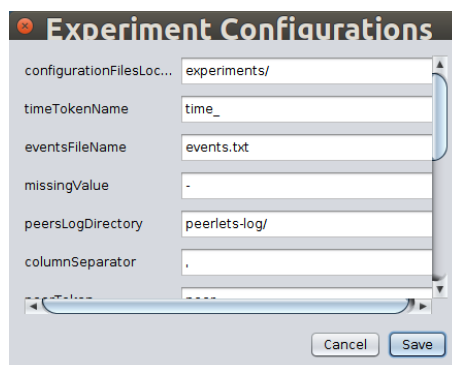 Experiment Configurations
configurationFilesLoc... experiments/
timeTokenName time_
eventsFileName events.txt
missingValue -
peersLogDirectory peerlets-log/
columnSeparator ,
Cancel Save